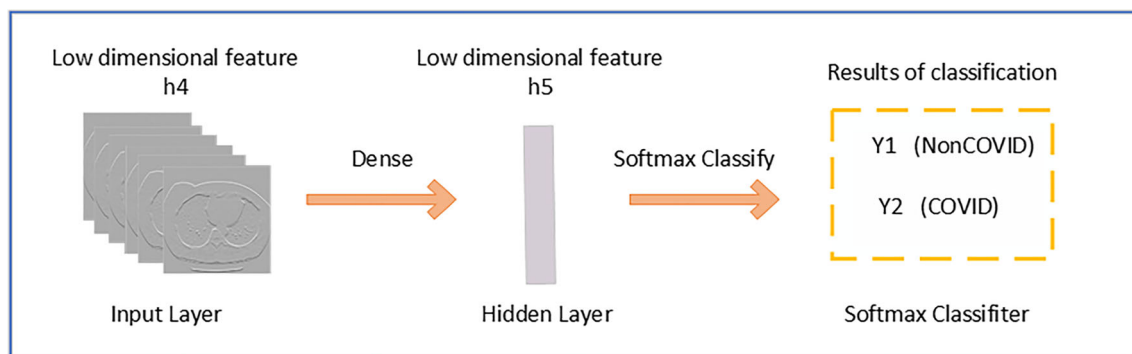 Low dimensional feature
h4
Low dimensional feature
h5
Results of classification
Dense
Softmax Classify
Y1 (NonCOVID)
Y2 (COVID)
Input Layer
Hidden Layer
Softmax Classifiter